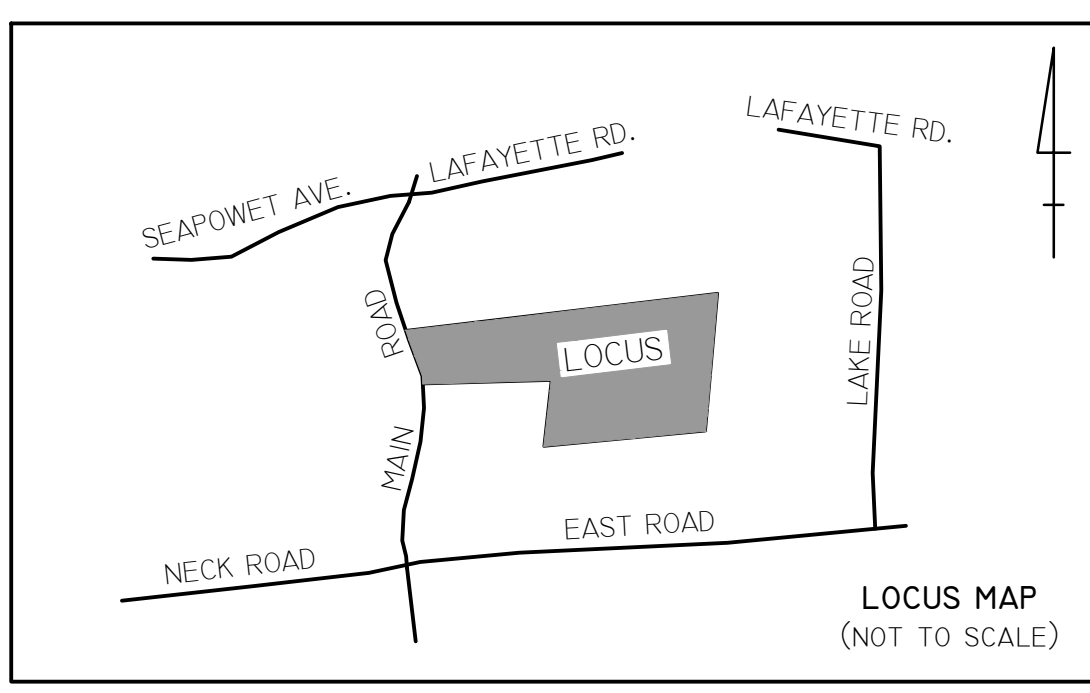 LAFAYETTE RD.
LAFAYETTE RD.
SEAPOWET AVE.
ROAD
LOCUS
LAKE ROAD
MAIN
EAST ROAD
NECK ROAD
LOCUS MAP
(NOT TO SCALE)